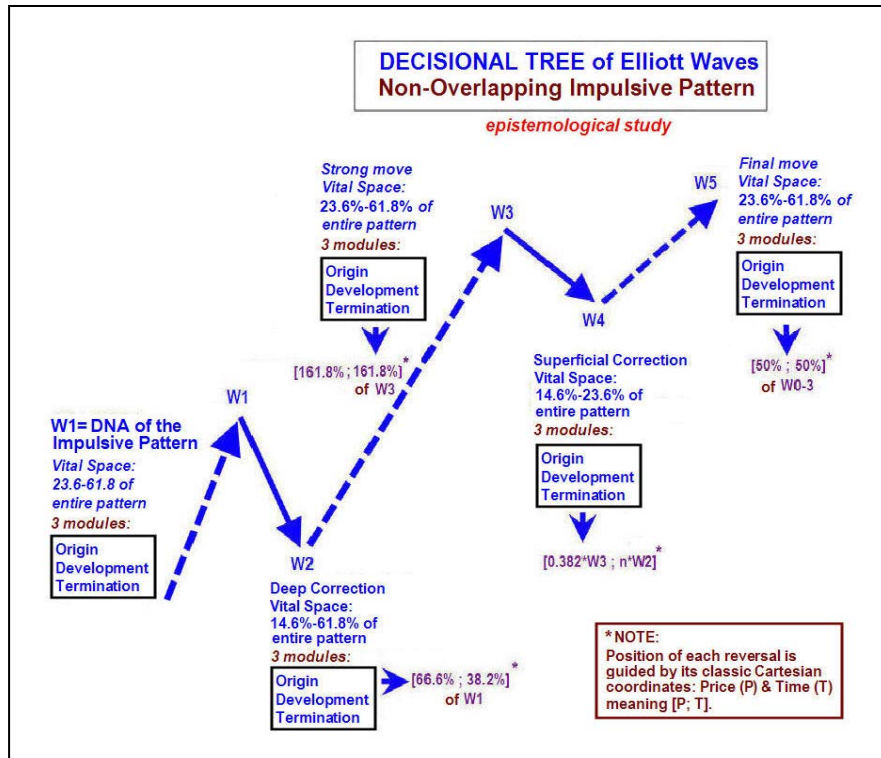 DECISIONAL TREE of Elliott Waves
Non-Overlapping Impulsive Pattern
epistemological study
Strong move
Vital Space:
23.6%-61.8% of
entire pattern
3 modules:
Origin
Development
Termination
[161.8% ; 161.8%]*
of W3
W3
W5
Final move
Vital Space:
23.6%-61.8% of
entire pattern
3 modules:
Origin
Development
Termination
[50% ; 50%]*
of W0-3
W4
Superficial Correction
Vital Space:
14.6%-23.6% of
entire pattern
3 modules:
Origin
Development
Termination
[0.382*W3 ; n*W2]*
W1
W1= DNA of the
Impulsive Pattern
Vital Space:
23.6-61.8 of
entire pattern
3 modules:
Origin
Development
Termination
W2
Deep Correction
Vital Space:
14.6%-61.8% of
entire pattern
3 modules:
Origin
Development
Termination
[66.6% ; 38.2%]*
of W1
* NOTE:
Position of each reversal is
guided by its classic Cartesian
coordinates: Price (P) & Time (T)
meaning [P; T].